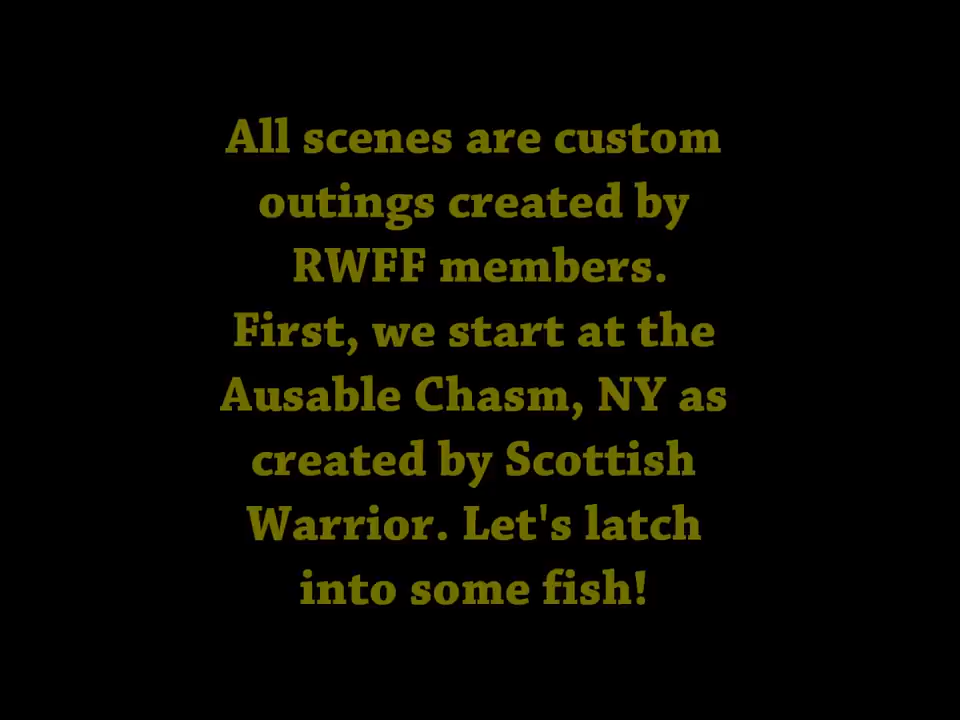 All scenes are custom
outings created by
RWFF members.
First, we start at the
Ausable Chasm, NY as
created by Scottish
Warrior. Let's latch
into some fish!